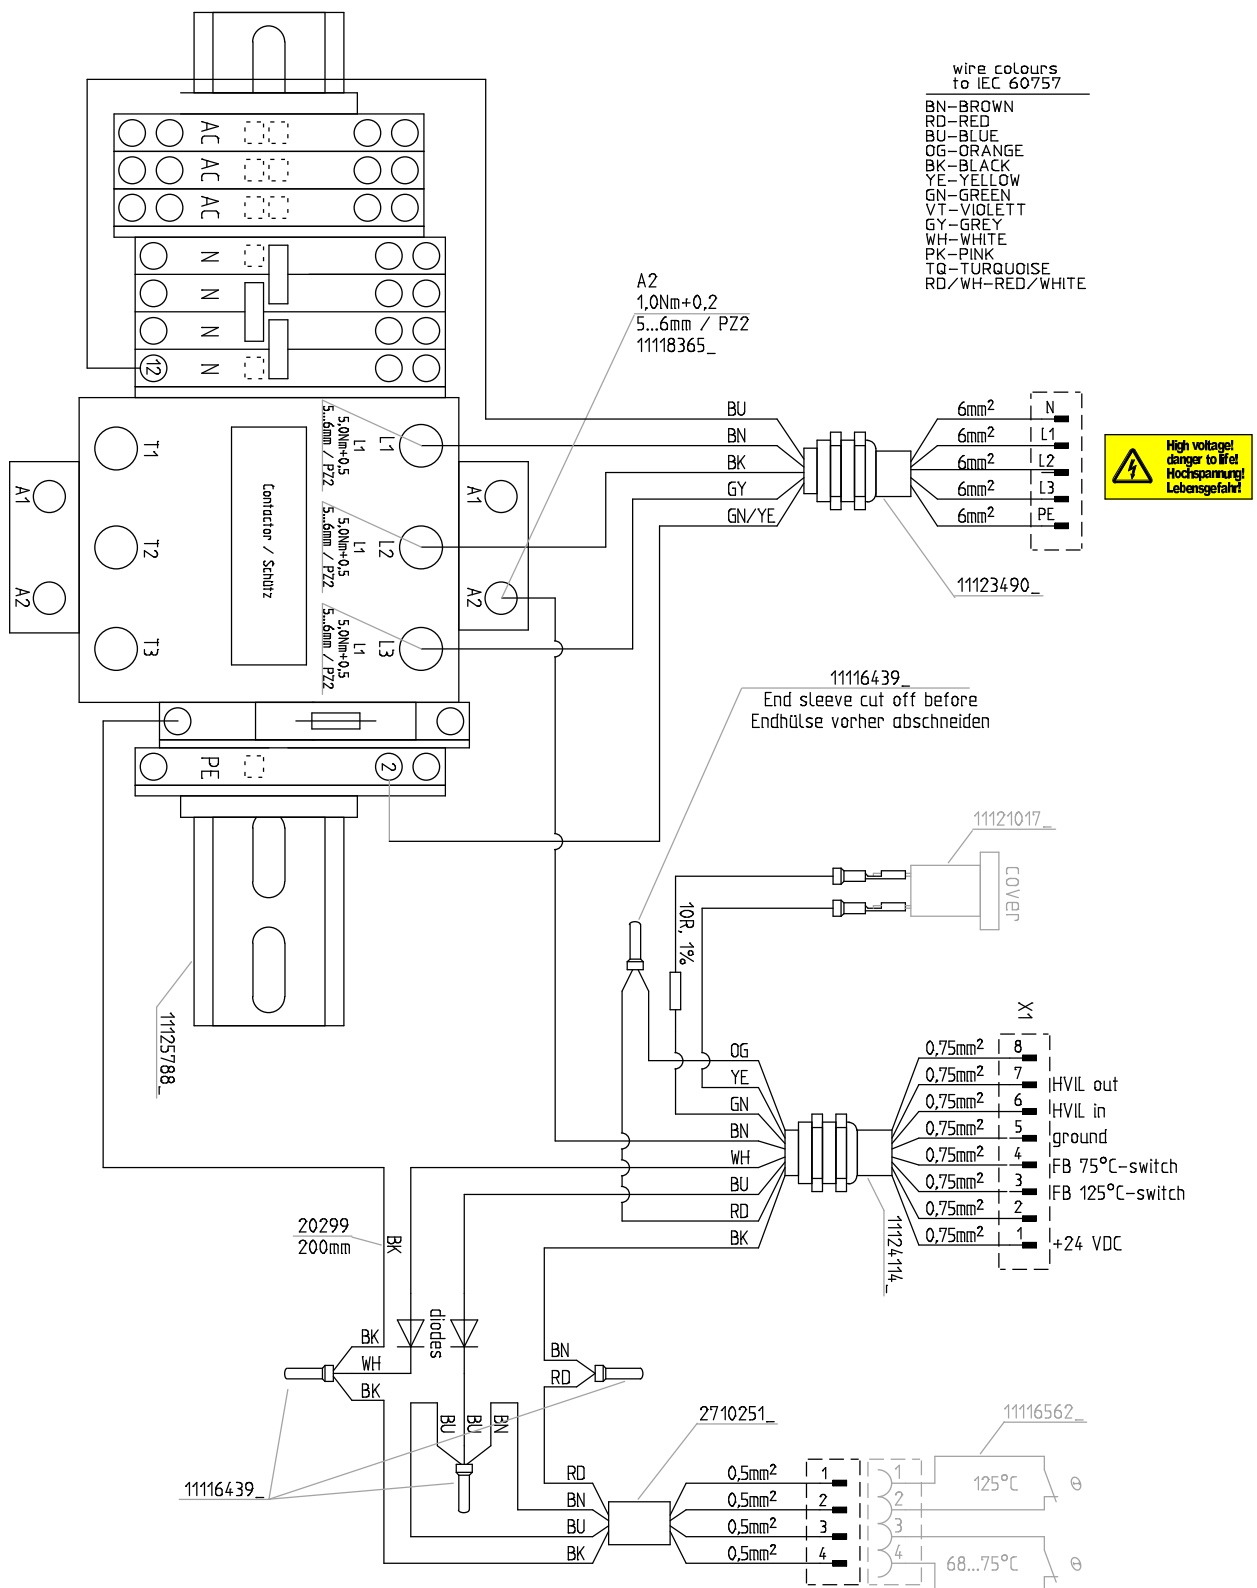 wire colours
to IEC 60757
BN-BROWN
RD-RED
BU-BLUE
OG-ORANGE
BK-BLACK
YE-YELLOW
GN-GREEN
VT-VIOLETT
GY-GREY
WH-WHITE
PK-PINK
TQ-TURQUOISE
RD/WH-RED/WHITE
AC
AC
AC
N
N
N
12
N
A2
1,0Nm+0,2
5...6mm / PZ2
11118365_
T1
T2
T3
A1
A2
Contactor / Schütz
5,0Nm+0,5
5...6mm / PZ2
L1
L1
5,0Nm+0,5
5...6mm / PZ2
L1
L2
5,0Nm+0,5
5...6mm / PZ2
L1
L3
A1
A2
BU
BN
BK
GY
GN/YE
6mm²
6mm²
6mm²
6mm²
6mm²
N
L1
L2
L3
PE
High voltage!
danger to life!
Hochspannung!
Lebensgefahr!
11123490_
PE
2
11116439_
End sleeve cut off before
Endhülse vorher abschneiden
11121017_
cover
10R, 1%
11125788_
OG
YE
GN
BN
WH
BU
RD
BK
X1
0,75mm² 8
0,75mm² 7 HVIL out
0,75mm² 6 HVIL in
0,75mm² 5 ground
0,75mm² 4 FB 75°C-switch
0,75mm² 3 FB 125°C-switch
0,75mm² 2
0,75mm² 1 +24 VDC
11124114_
20299
200mm
BK
diodes
BK
WH
BK
BN
RD
BU
BU
BN
11116439_
2710251_
RD
BN
BU
BK
0,5mm² 1
0,5mm² 2
0,5mm² 3
0,5mm² 4
11116562_
1
2
3
4
125°C
θ
68...75°C
θ